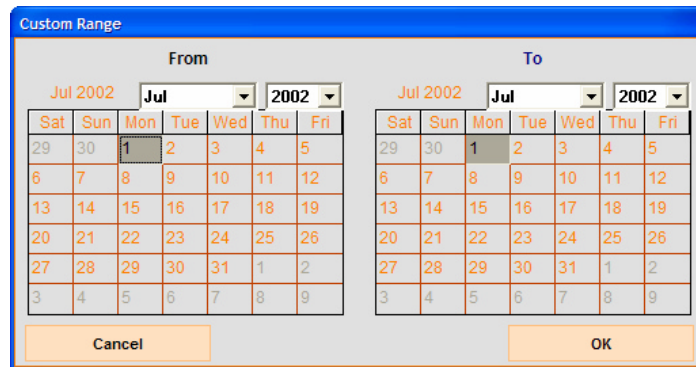 Custom Range
From To
Jul 2002 Jul 2002 Jul 2002 Jul 2002
Sat Sun Mon Tue Wed Thu Fri Sat Sun Mon Tue Wed Thu Fri
29 30 1 2 3 4 5 29 30 1 2 3 4 5
6 7 8 9 10 11 12 6 7 8 9 10 11 12
13 14 15 16 17 18 19 13 14 15 16 17 18 19
20 21 22 23 24 25 26 20 21 22 23 24 25 26
27 28 29 30 31 1 2 27 28 29 30 31 1 2
3 4 5 6 7 8 9 3 4 5 6 7 8 9
Cancel OK